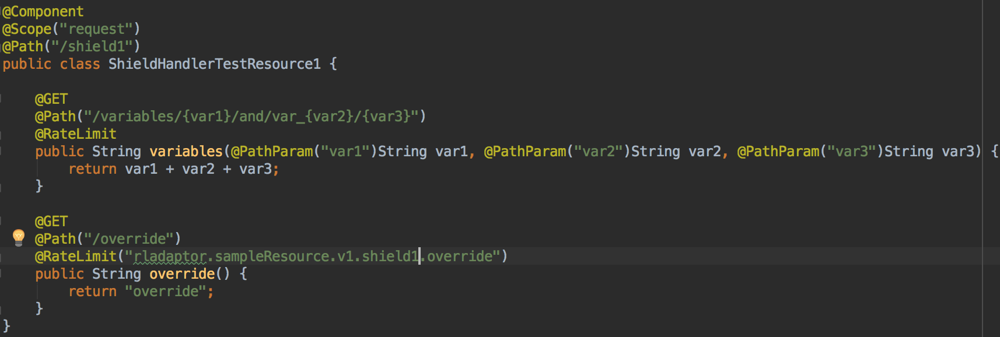 @Component
@Scope("request")
@Path("/shield1")
public class ShieldHandlerTestResource1 {
@GET
@Path("/variables/{var1}/and/var_{var2}/{var3}")
@RateLimit
public String variables(@PathParam("var1")String var1, @PathParam("var2")String var2, @PathParam("var3")String var3) {
return var1 + var2 + var3;
}
@GET
@Path("/override")
@RateLimit("rladaptor.sampleResource.v1.shield1.override")
public String override() {
return "override";
}
}